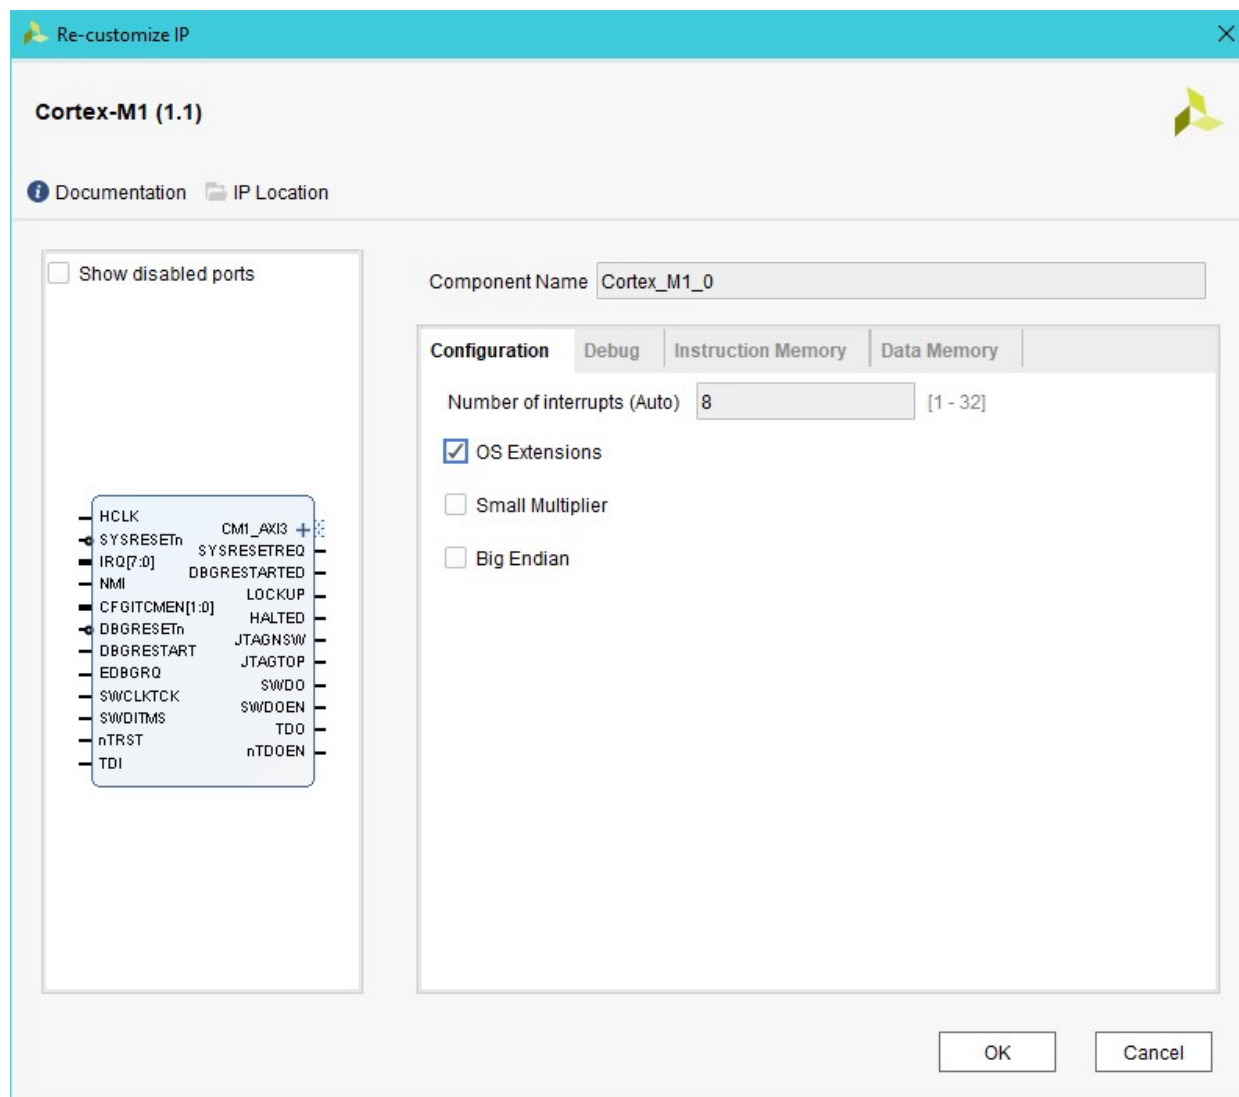 Re-customize IP
Cortex-M1 (1.1)
Documentation IP Location
Show disabled ports
HCLK
SYSRESETn
IRQ[7:0]
NMI
CFGITCMEN[1:0]
DBGRESETn
DBGRESTART
EDBGRQ
SWCLKTCK
SWDITMS
nTRST
TDI
CM1_AXI3
SYSRESETREQ
DBGRESTARTED
LOCKUP
HALTED
JTAGNSW
JTAGTOP
SWDO
SWDOEN
TDO
nTDOEN
Component Name Cortex_M1_0
Configuration Debug Instruction Memory Data Memory
Number of interrupts (Auto) 8 [1 - 32]
OS Extensions
Small Multiplier
Big Endian
OK Cancel